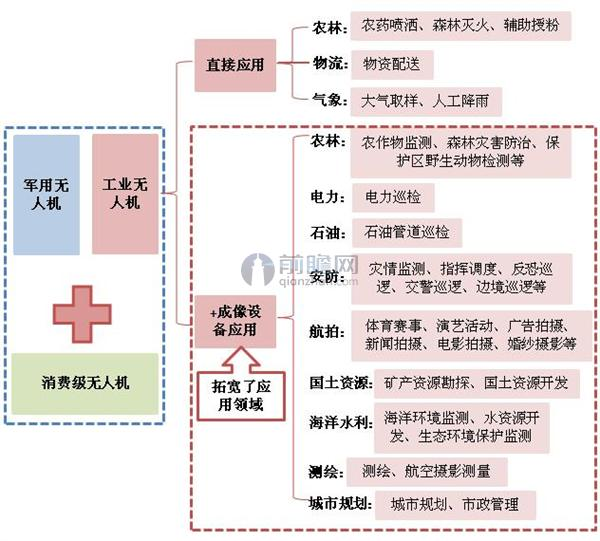 农林：
农药喷洒、森林灭火、辅助授粉
直接应用
物流：
物资配送
气象：
大气取样、人工降雨
军用无
人机
工业无
人机
消费级无人机
农林：
农作物监测、森林灾害防治、保
护区野生动物检测等
电力：
电力巡检
石油：
石油管道巡检
前瞻网
qianzhan.com
安防：
灾情监测、指挥调度、反恐巡
逻、交警巡逻、边境巡逻等
+成像设
备应用
拓宽了应
用领域
航拍：
体育赛事、演艺活动、广告拍摄、
新闻拍摄、电影拍摄、婚纱摄影等
国土资源：
矿产资源勘探、国土资源开发
海洋水利：
海洋环境监测、水资源开
发、生态环境保护监测
测绘：
测绘、航空摄影测量
城市规划：
城市规划、市政管理